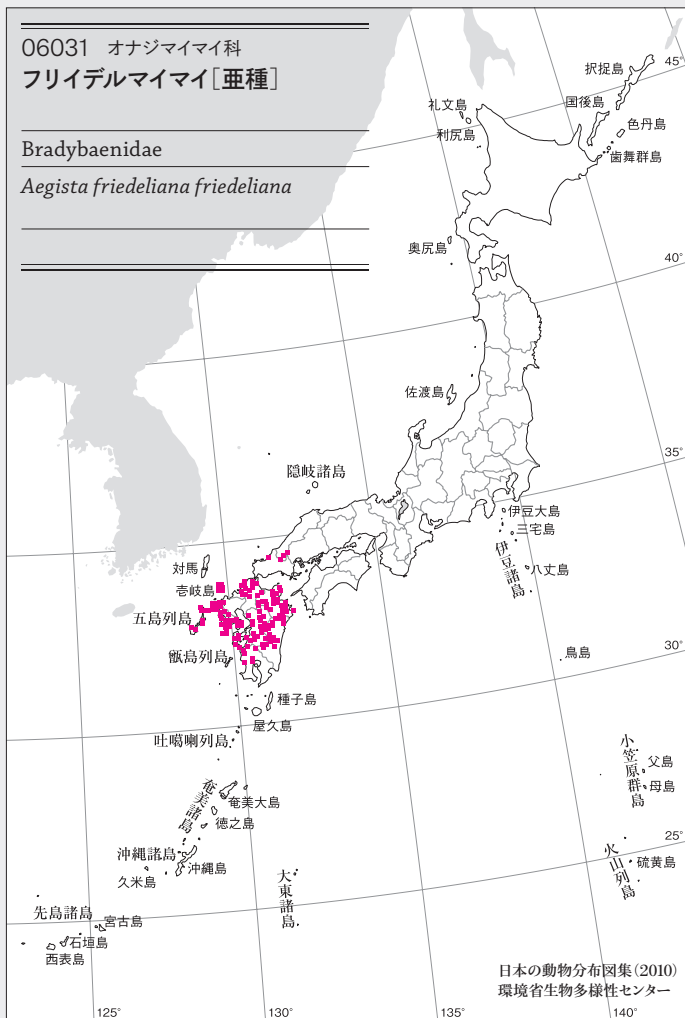 06031 オナジマイマイ科
フリイデルマイマイ[亜種]
Bradybaenidae
Aegista friedeliana friedeliana
択捉島
45°
国後島
礼文島
色丹島
利尻島
歯舞群島
奥尻島
40°
佐渡島
35°
隠岐諸島
伊豆大島
三宅島
伊豆諸島
八丈島
対馬
壱岐島
五島列島
甑島列島
鳥島
30°
種子島
屋久島
吐噶喇列島
小笠原群島
父島
母島
奄美諸島
奄美大島
徳之島
25°
沖縄諸島
沖縄島
久米島
大東諸島
火山列島
硫黄島
先島諸島
宮古島
石垣島
西表島
日本の動物分布図集(2010)
環境省生物多様性センター
125°
130°
135°
140°